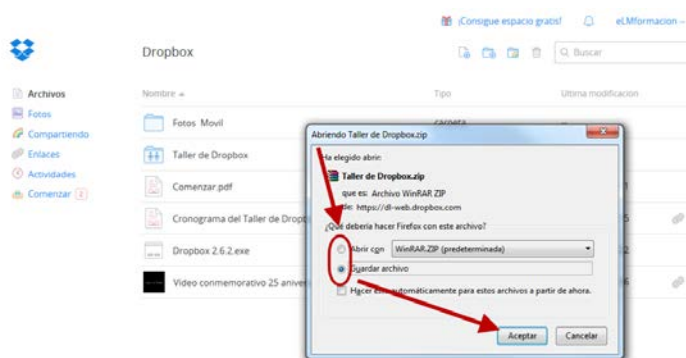 ¡Consigue espacio gratis!
eLMformacion
Dropbox
Buscar
Archivos
Fotos
Compartiendo
Enlaces
Actividades
Comenzar
Nombre
Tipo
Última modificación
Fotos Movil
carpeta
--
Taller de Dropbox
Comenzar.pdf
Cronograma del Taller de Drop
Dropbox 2.6.2.exe
Video conmemorativo 25 aniver
Abriendo Taller de Dropbox.zip
Ha elegido abrir:
Taller de Dropbox.zip
que es: Archivo WinRAR ZIP
de: https://dl-web.dropbox.com
¿Qué debería hacer Firefox con este archivo?
Abrir con WinRAR.ZIP (predeterminada)
Guardar archivo
Hacer esto automáticamente para estos archivos a partir de ahora.
Aceptar
Cancelar